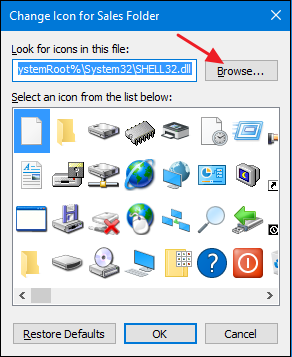 Change Icon for Sales Folder
Look for icons in this file:
ystemRoot%\System32\SHELL32.dll
Browse...
Select an icon from the list below:
Restore Defaults
OK
Cancel